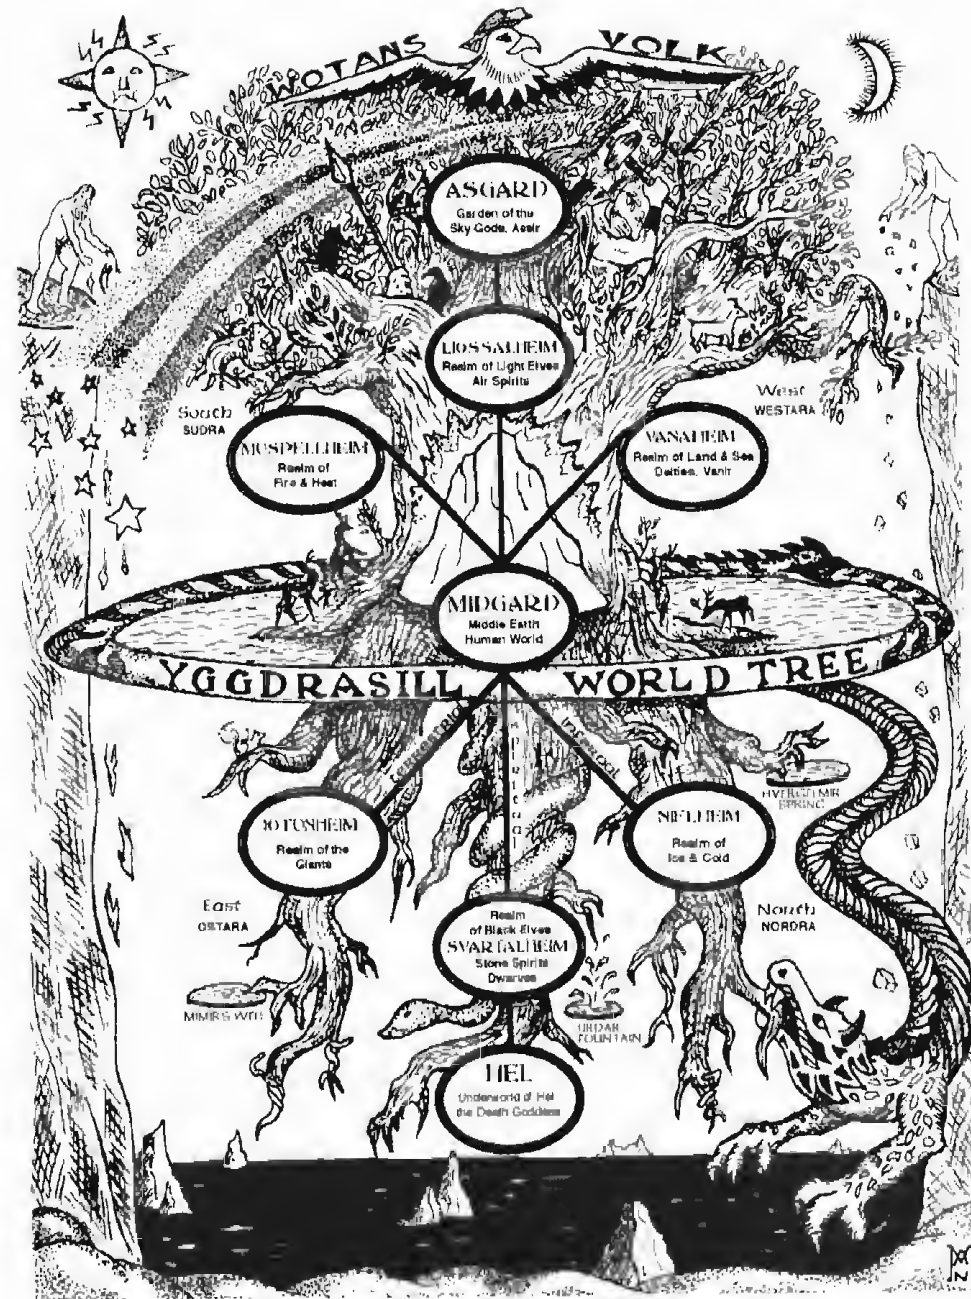 WOTANS VOLK
ASGARD
Garden of the
Sky Gods, Aesir
LIOSSALHEIM
Realm of Light Elves
Air Spirits
South
SUDRA
West
WESTARA
MUSPELLHEIM
Realm of
Fire & Heat
VANAHEIM
Realm of Land & Sea
Deities, Vanir
MIDGARD
Middle Earth
Human World
YGGDRASILL WORLD TREE
HVERGELMIR
SPRING
JOTUNHEIM
Realm of the
Giants
NIFLHEIM
Realm of
Ice & Cold
East
OSTARA
North
NORDRA
Realm
of Black Elves
SVARTALHEIM
Stone Spirits
Dwarves
MIMIRS WELL
URDAR
FOUNTAIN
HEL
Underworld of Hel
the Death Goddess